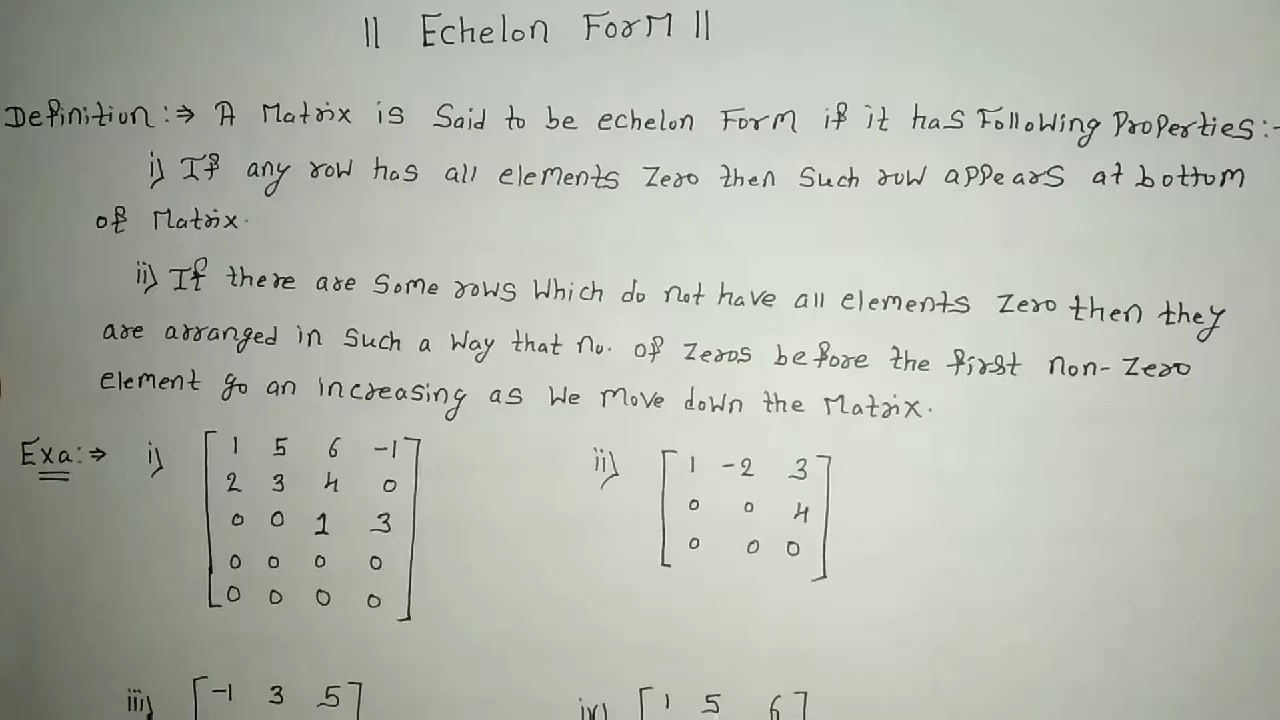 || Echelon Form ||
Definition :⇒ A Matrix is Said to be echelon Form if it has Following Properties :-
i) If any row has all elements Zero then Such row appears at bottom
of Matrix.
ii) If there are Some rows Which do not have all elements Zero then they
are arranged in Such a Way that no. of Zeros before the first non-Zero
element go an increasing as We Move down the Matrix.
Exa :⇒ i) [ 1 5 6 -1 ] ii) [ 1 -2 3 ]
2 3 4 0
0 0 4
0 0 1 3
0 0 0
0 0 0 0
0 0 0 0
iii) [ -1 3 5 ] iv) [ 1 5 6 ]